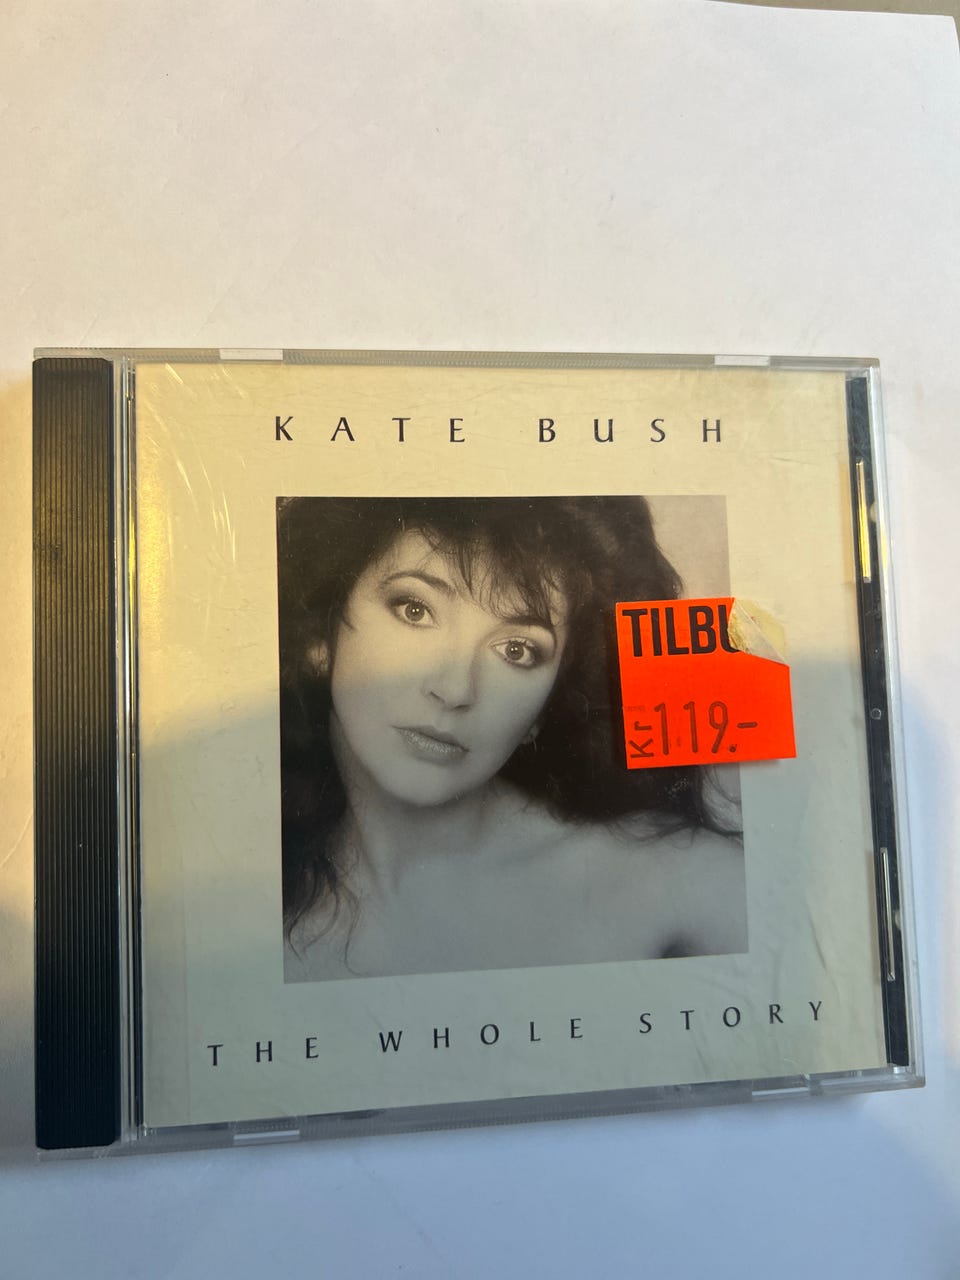 KATE BUSH
TILBU
Kr 119.-
THE WHOLE STORY